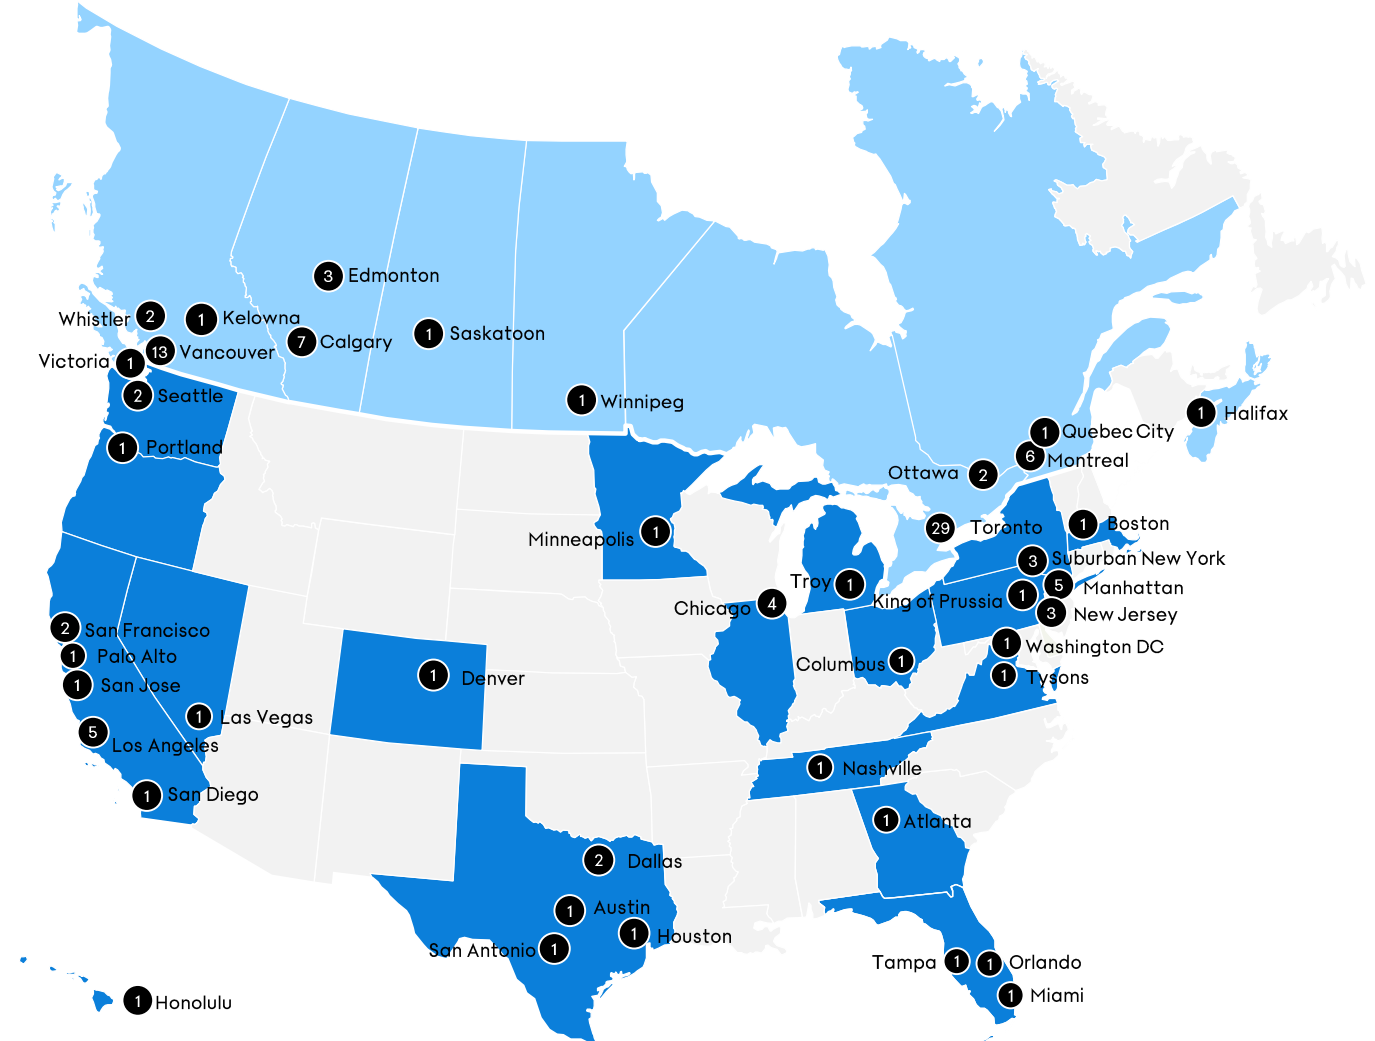 3 Edmonton
Whistler 2
1 Kelowna
1 Saskatoon
7 Calgary
13 Vancouver
Victoria 1
2 Seattle
1 Winnipeg
1 Halifax
1 Quebec City
1 Portland
6 Montreal
Ottawa 2
1 Boston
29 Toronto
Minneapolis 1
3 Suburban New York
Troy 1
5 Manhattan
King of Prussia 1
Chicago 4
3 New Jersey
2 San Francisco
1 Washington DC
1 Palo Alto
Columbus 1
1 Denver
1 Tysons
1 San Jose
1 Las Vegas
5 Los Angeles
1 Nashville
1 San Diego
1 Atlanta
2 Dallas
1 Austin
1 Houston
San Antonio 1
Tampa 1
1 Orlando
1 Miami
1 Honolulu